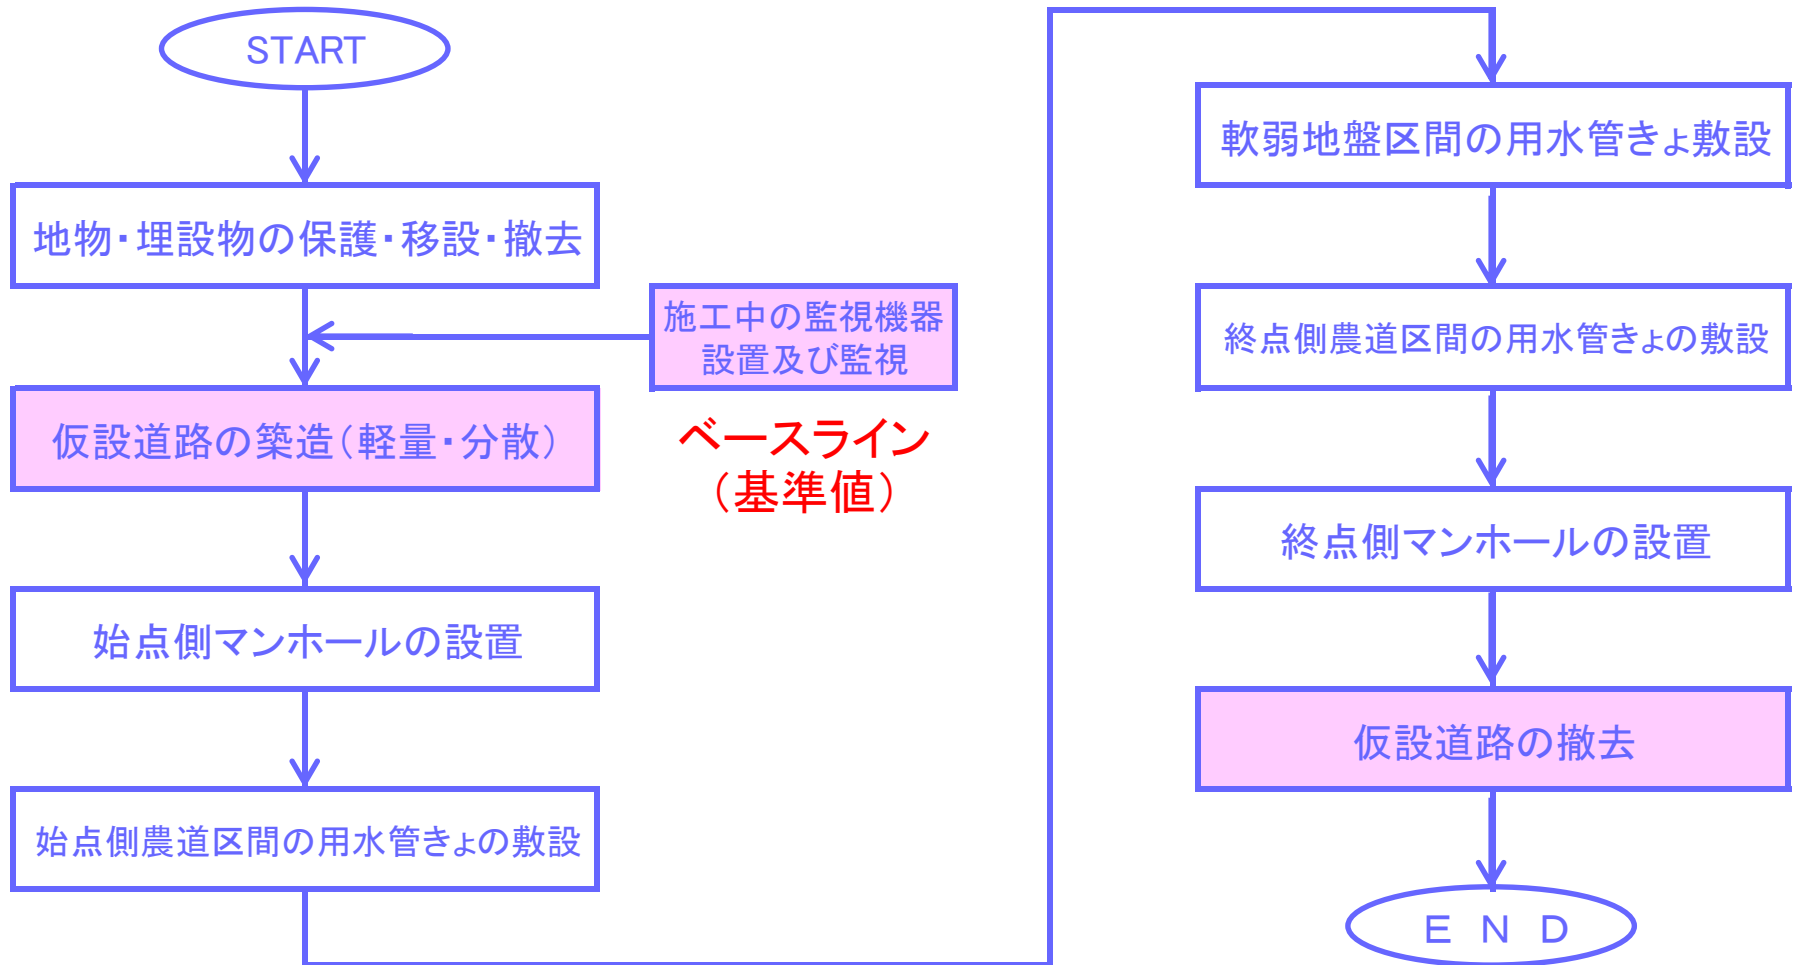 START
地物・埋設物の保護・移設・撤去
施工中の監視機器
設置及び監視
ベースライン
（基準値）
仮設道路の築造（軽量・分散）
始点側マンホールの設置
始点側農道区間の用水管きょの敷設
軟弱地盤区間の用水管きょ敷設
終点側農道区間の用水管きょの敷設
終点側マンホールの設置
仮設道路の撤去
ＥＮＤ